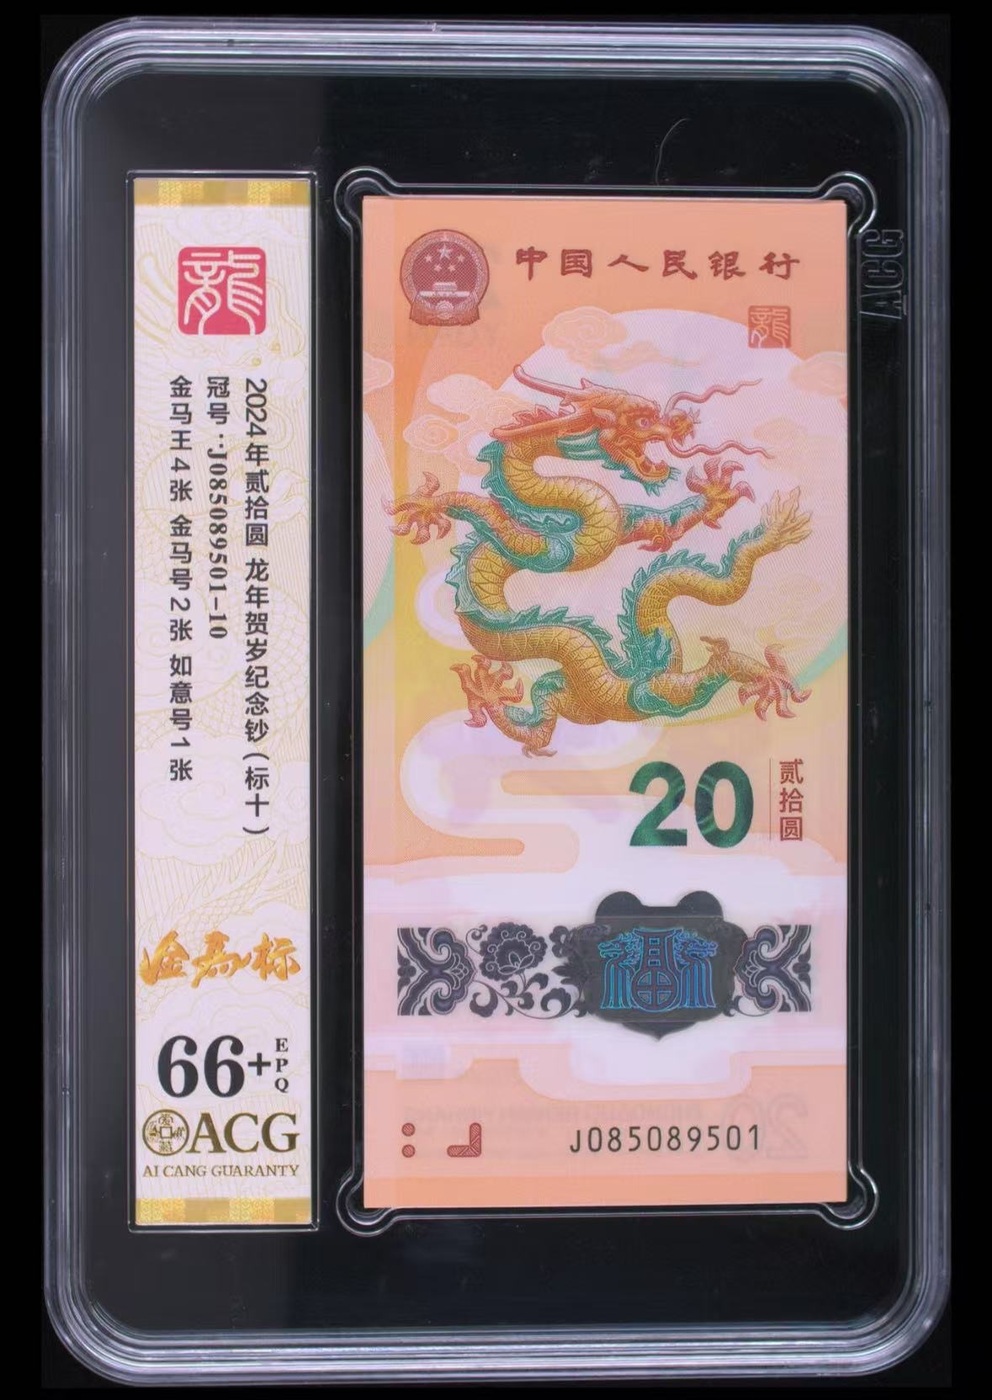 龍
2024年贰拾圆 龙年贺岁纪念钞(标十)
冠号:J085089501-10
金马王4张 金马号2张 如意号1张
金马标
66+
EPQ
ACG
AI CANG GUARANTY
中国人民银行
龍
20
贰拾圆
J085089501
ACG